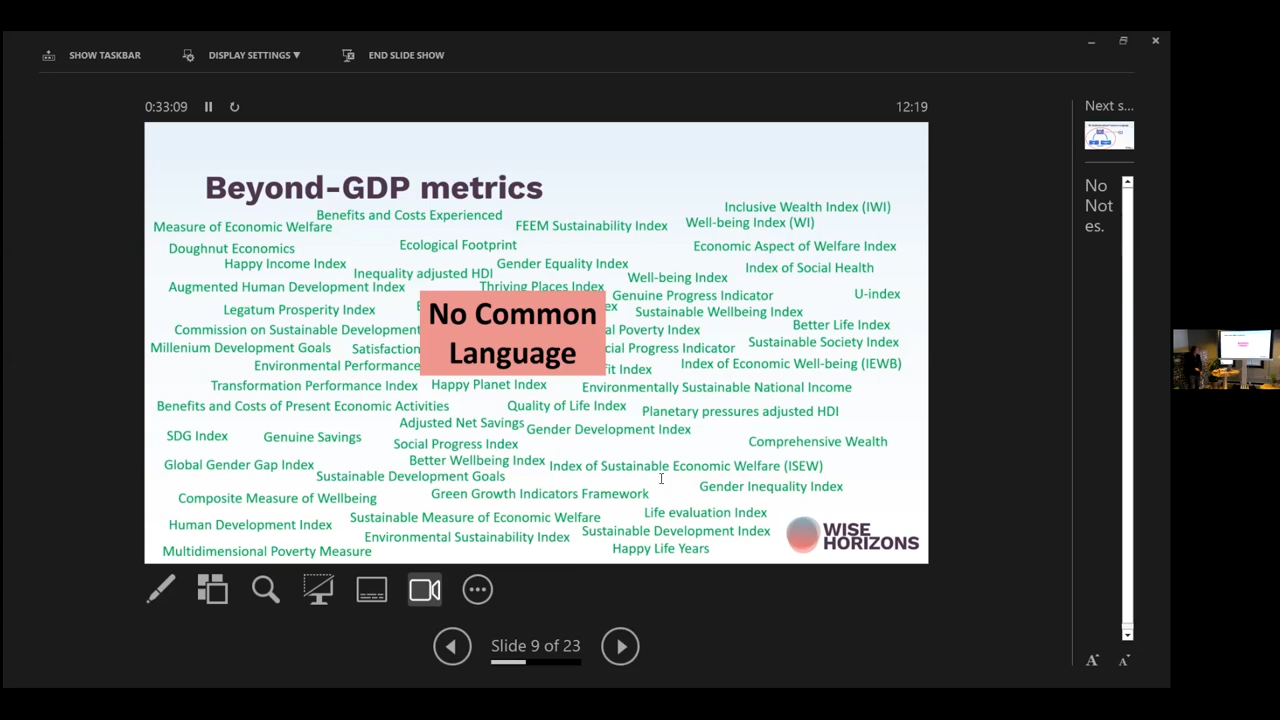 SHOW TASKBAR
DISPLAY SETTINGS ▼
END SLIDE SHOW
0:33:09
12:19
Next s...
Beyond-GDP metrics
Inclusive Wealth Index (IWI)
Benefits and Costs Experienced
Measure of Economic Welfare
FEEM Sustainability Index
Well-being Index (WI)
Doughnut Economics
Ecological Footprint
Economic Aspect of Welfare Index
Happy Income Index
Gender Equality Index
Index of Social Health
Inequality adjusted HDI
Well-being Index
Augmented Human Development Index
Thriving Places Index
Genuine Progress Indicator
U-index
Legatum Prosperity Index
Sustainable Wellbeing Index
No Common
Language
Commission on Sustainable Development
Poverty Index
Better Life Index
Millenium Development Goals
Satisfaction
Progress Indicator
Sustainable Society Index
Environmental Performance
Index
Index of Economic Well-being (IEWB)
Transformation Performance Index
Happy Planet Index
Environmentally Sustainable National Income
Benefits and Costs of Present Economic Activities
Quality of Life Index
Planetary pressures adjusted HDI
Adjusted Net Savings
Gender Development Index
SDG Index
Genuine Savings
Social Progress Index
Comprehensive Wealth
Global Gender Gap Index
Better Wellbeing Index
Index of Sustainable Economic Welfare (ISEW)
Sustainable Development Goals
Gender Inequality Index
Composite Measure of Wellbeing
Green Growth Indicators Framework
Human Development Index
Sustainable Measure of Economic Welfare
Life evaluation Index
Environmental Sustainability Index
Sustainable Development Index
Multidimensional Poverty Measure
Happy Life Years
WISE
HORIZONS
No
Not
es.
Slide 9 of 23
A A